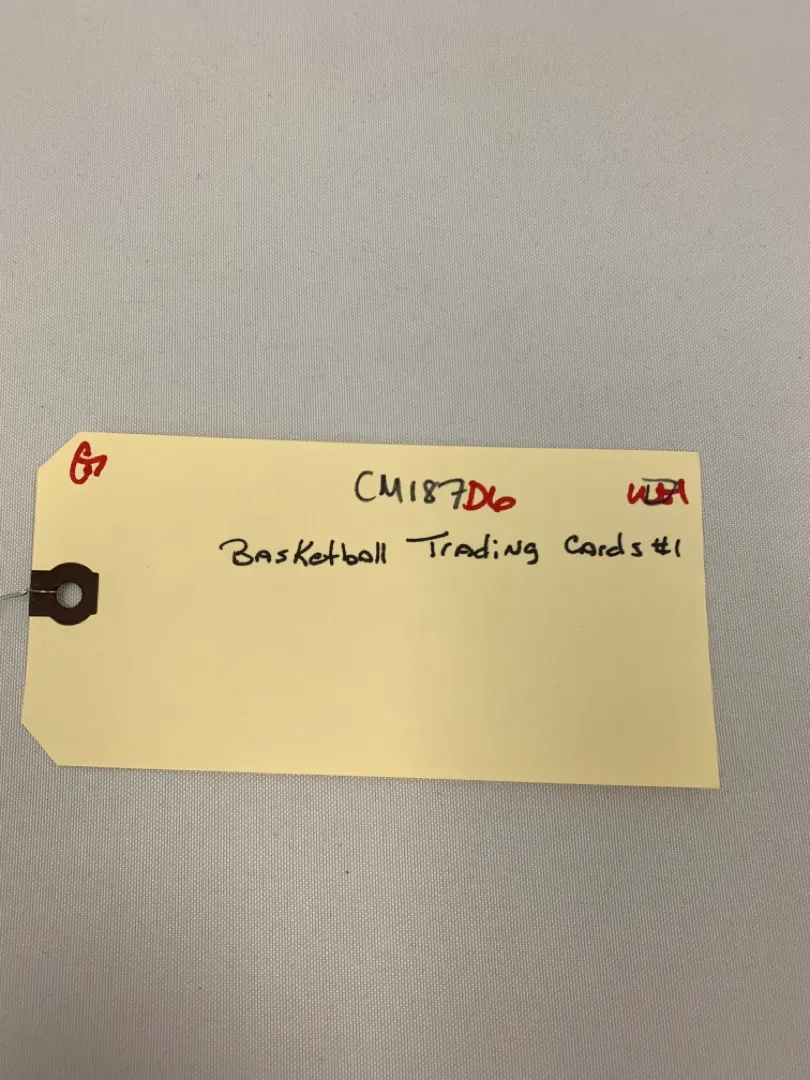 G
CM187D6
Basketball Trading Cards #1